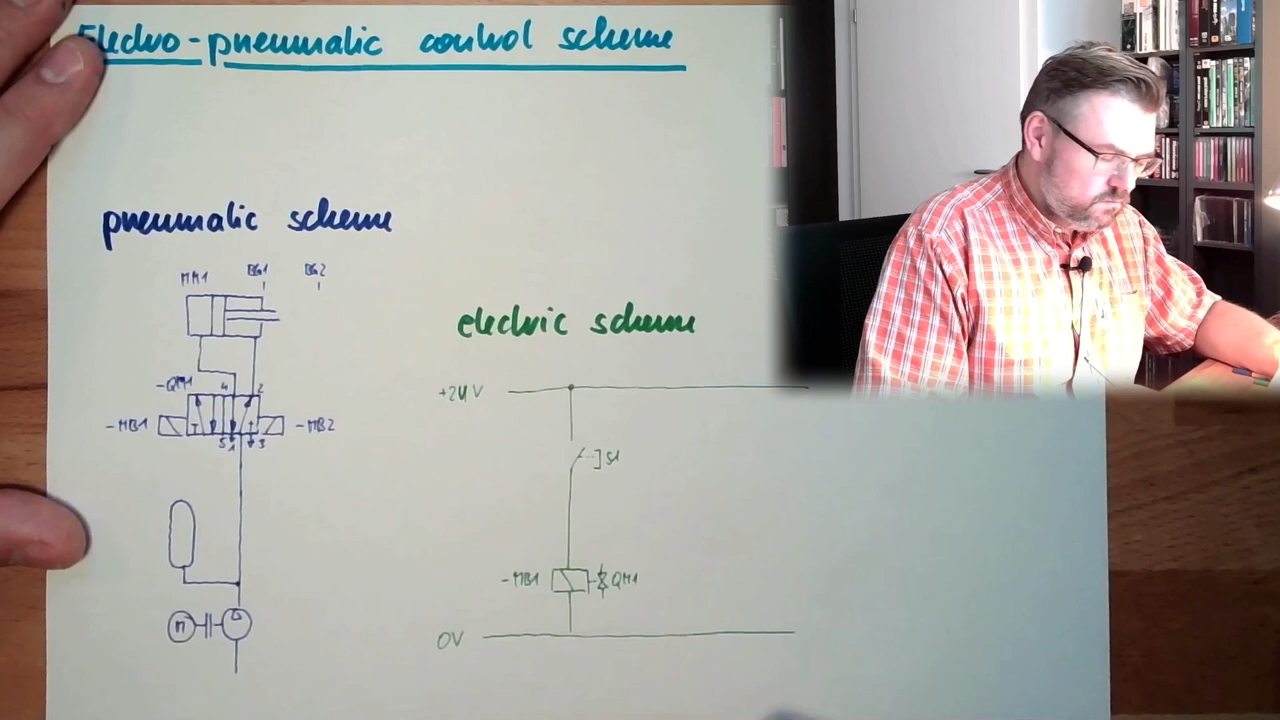 Electro-pneumatic control scheme
pneumatic scheme
MM1 BG1 BG2
-QM1 4 2
-MB1 5 1 3 -MB2
M
electric scheme
+24V
S1
-MB1 QM1
0V